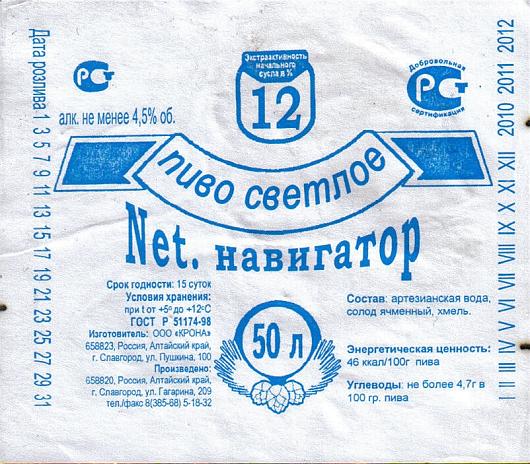 Дата розлива 1 3 5 7 9 11 13 15 17 19 21 23 25 27 29 31
РСТ
алк. не менее 4,5% об.
Экстрактивность
начального
сусла в %
12
Добровольная
РСТ
сертификация
пиво светлое
Net. навигатор
Срок годности: 15 суток
Условия хранения:
при t от +5º до +12ºС
ГОСТ Р 51174-98
Изготовитель: ООО «КРОНА»
658823, Россия, Алтайский край,
г. Славгород, ул. Пушкина, 100
Произведено:
658820, Россия, Алтайский край,
г. Славгород, ул. Гагарина, 209
тел./факс 8(385-68) 5-18-32
50 л
Состав: артезианская вода,
солод ячменный, хмель.
Энергетическая ценность:
46 ккал/100г пива
Углеводы: не более 4,7г в
100 гр. пива
I II III IV V VI VII VIII IX X XI XII 2010 2011 2012